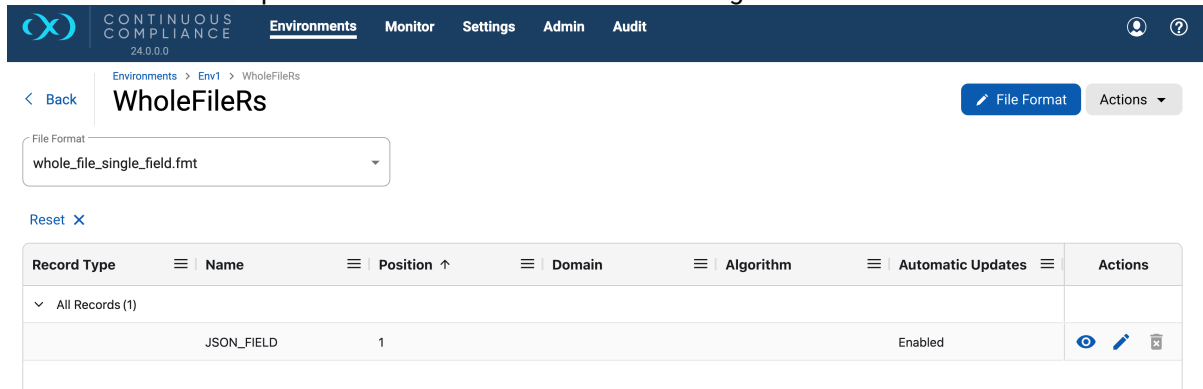 CONTINUOUS
COMPLIANCE
24.0.0.0
Environments Monitor Settings Admin Audit
Environments > Env1 > WholeFileRs
Back
WholeFileRs
File Format
Actions
File Format
whole_file_single_field.fmt
Reset
Record Type Name Position Domain Algorithm Automatic Updates Actions
All Records (1)
JSON_FIELD 1 Enabled